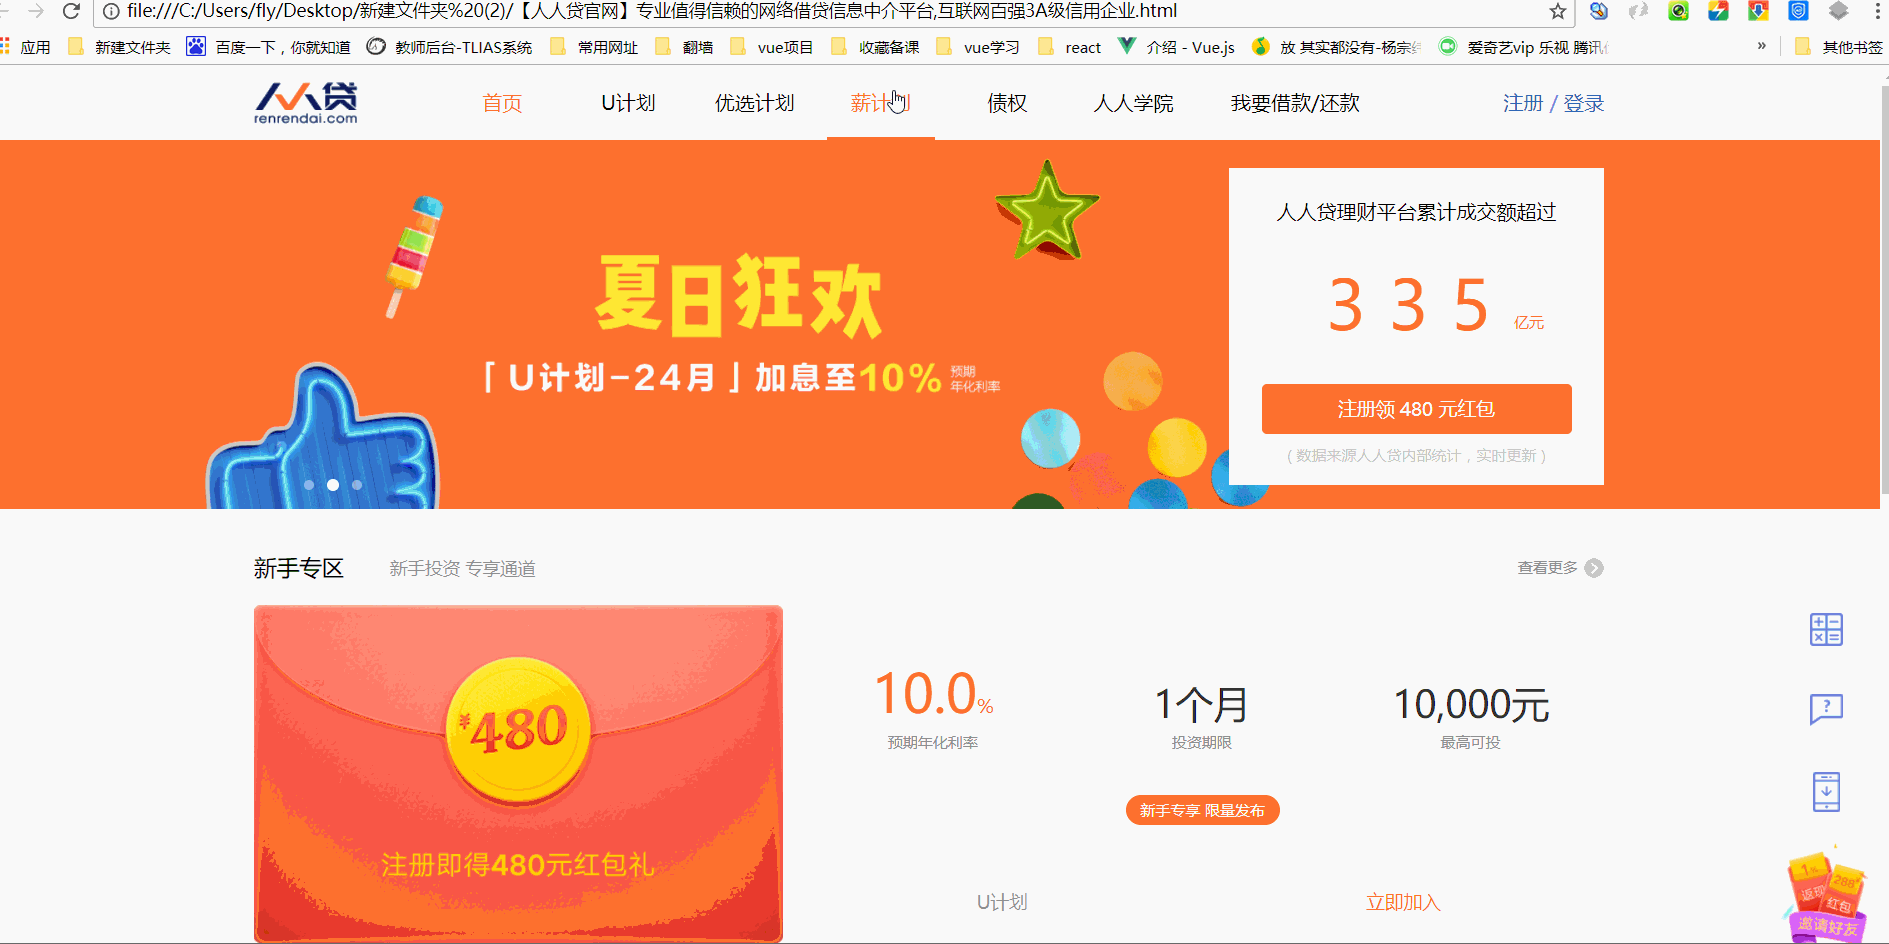 file:///C:/Users/fly/Desktop/新建文件夹%20(2)/【人人贷官网】专业值得信赖的网络借贷信息中介平台,互联网百强3A级信用企业.html
应用 新建文件夹 百度一下，你就知道 教师后台-TLIAS系统 常用网址 翻墙 vue项目 收藏备课 vue学习 react 介绍 - Vue.js 放 其实都没有-杨宗 爱奇艺vip 乐视 腾讯 » 其他书签
人人贷
renrendai.com
首页 U计划 优选计划 薪计划 债权 人人学院 我要借款/还款 注册 / 登录
夏日狂欢
「U计划-24月」加息至10% 预期
年化利率
人人贷理财平台累计成交额超过
3 3 5 亿元
注册领 480 元红包
( 数据来源人人贷内部统计，实时更新 )
新手专区 新手投资 专享通道 查看更多
¥480
注册即得480元红包礼
10.0%
预期年化利率
1个月
投资期限
10,000元
最高可投
新手专享 限量发布
U计划 立即加入
1% 288
返现 红包
邀请好友